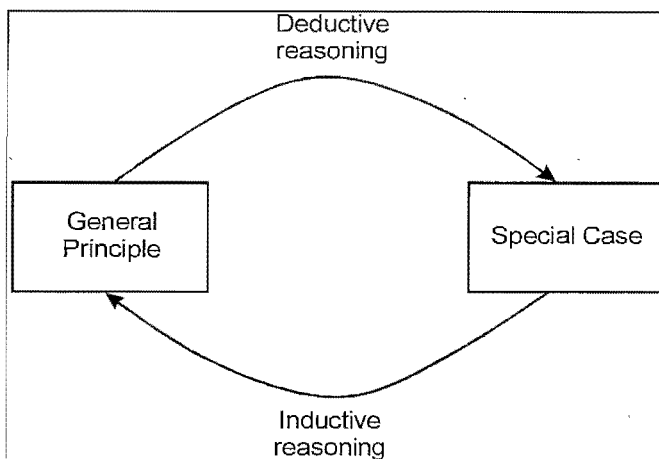 Deductive
reasoning
General
Principle
Special Case
Inductive
reasoning